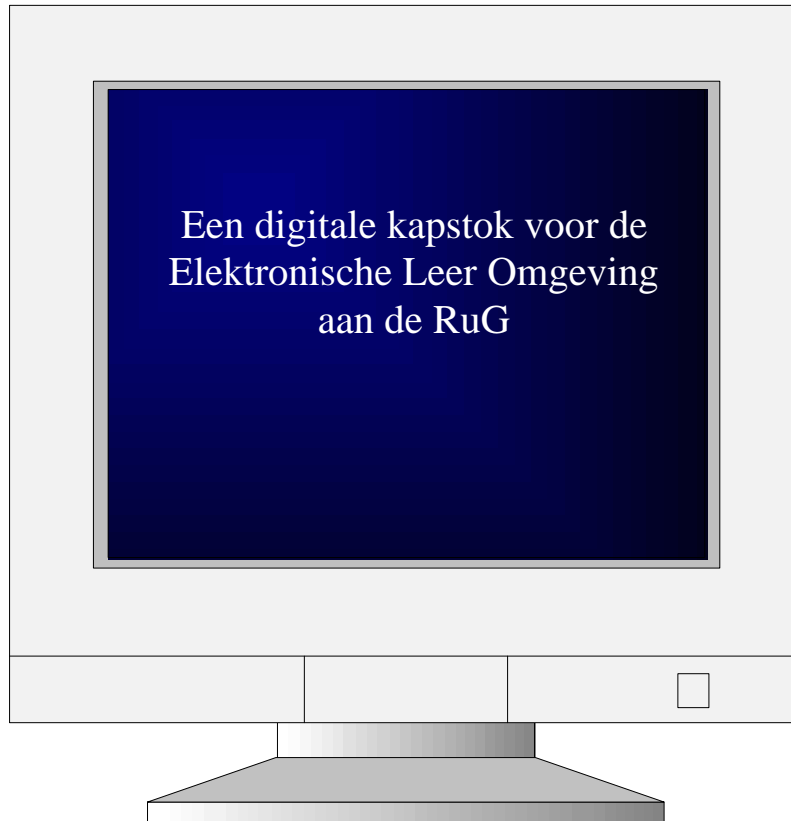 Een digitale kapstok voor de
Elektronische Leer Omgeving
aan de RuG